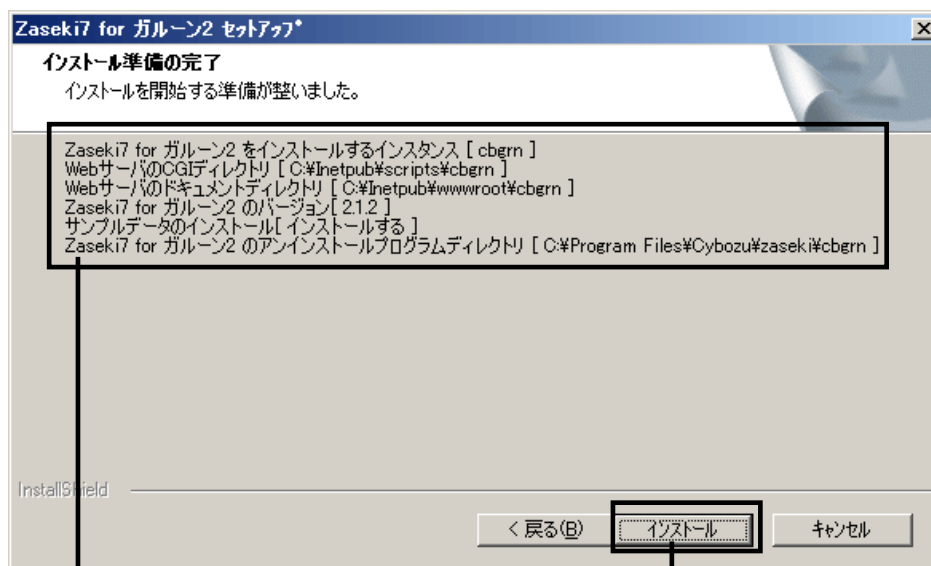 Zaseki7 for ガルーン2 セットアップ
インストール準備の完了
インストールを開始する準備が整いました。
Zaseki7 for ガルーン2 をインストールするインスタンス [ cbgrn ]
WebサーバのCGIディレクトリ [ C:¥Inetpub¥scripts¥cbgrn ]
Webサーバのドキュメントディレクトリ [ C:¥Inetpub¥wwwroot¥cbgrn ]
Zaseki7 for ガルーン2 のバージョン[ 2.1.2 ]
サンプルデータのインストール[ インストールする ]
Zaseki7 for ガルーン2 のアンインストールプログラムディレクトリ [ C:¥Program Files¥Cybozu¥zaseki¥cbgrn ]
InstallShield
< 戻る(B) インストール キャンセル